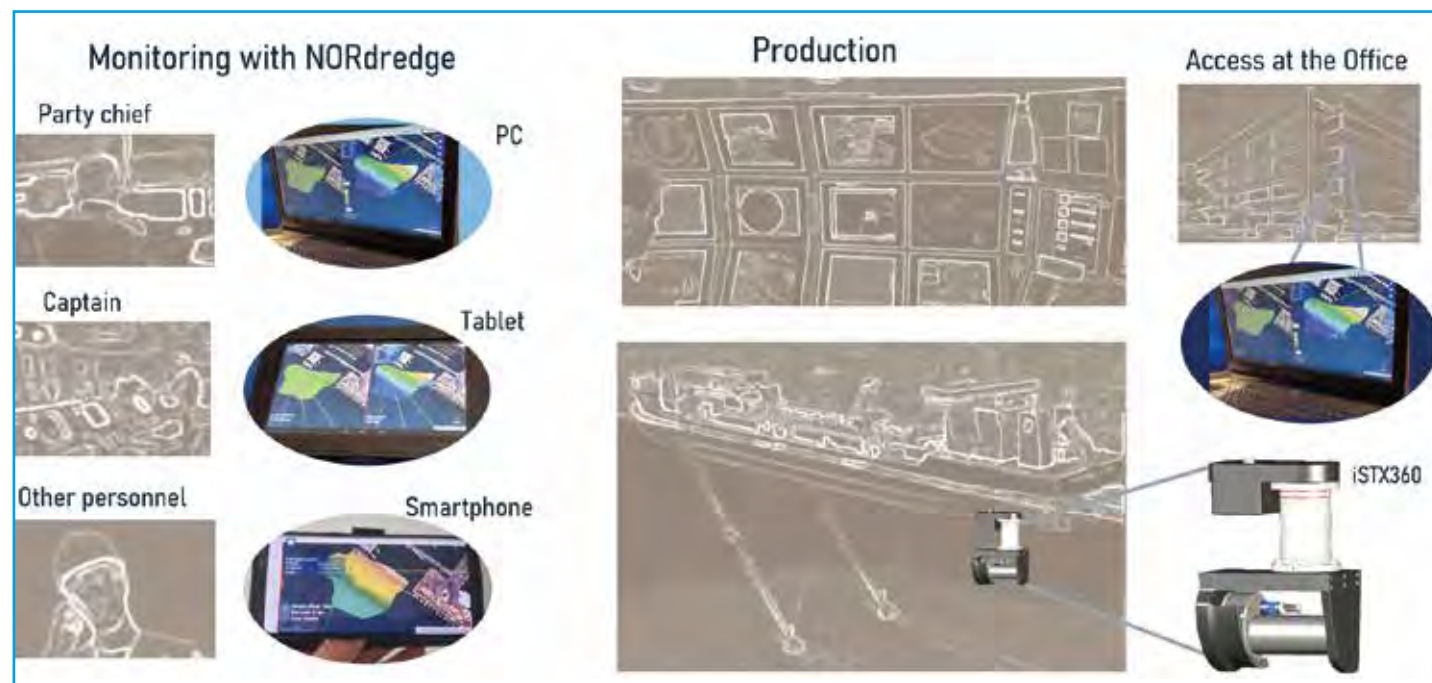 Monitoring with NORdredge
Party chief
PC
Captain
Tablet
Other personnel
Smartphone
Production
Access at the Office
iSTX360